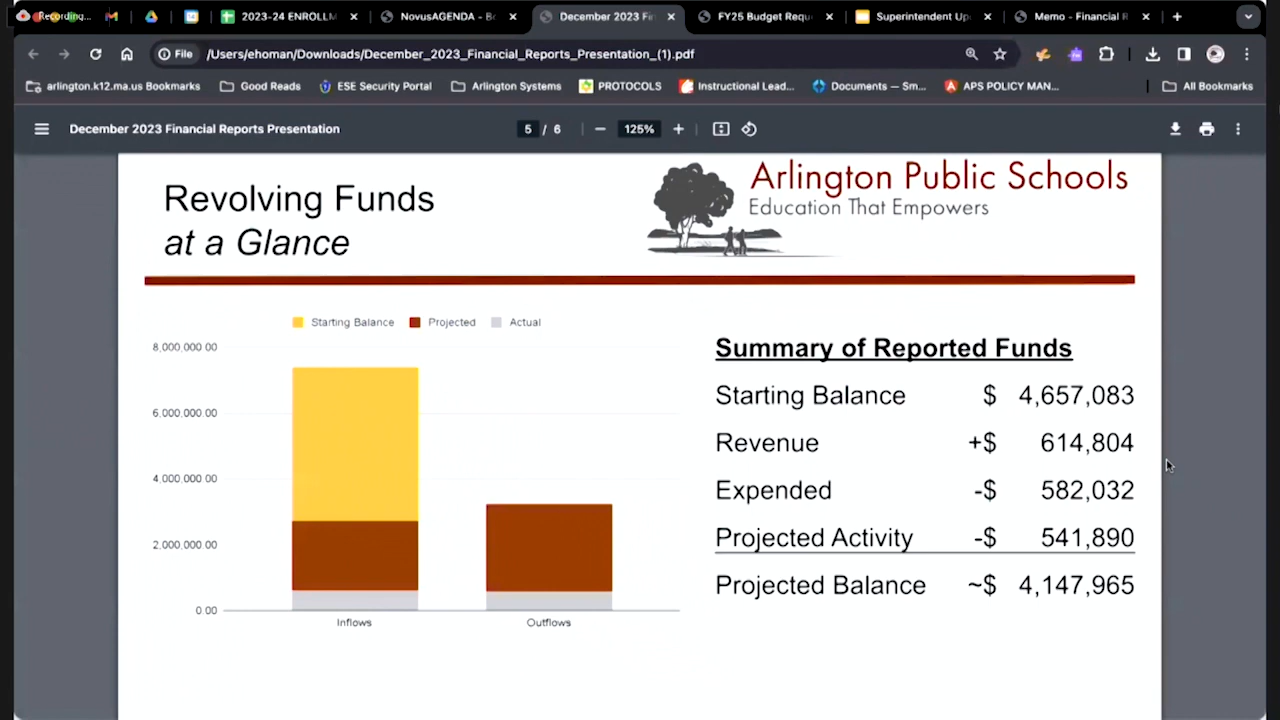 Recording...
2023-24 ENROLLM
NovusAGENDA - Bo
December 2023 Fin
FY25 Budget Requ
Superintendent Up
Memo - Financial R
File
/Users/ehoman/Downloads/December_2023_Financial_Reports_Presentation_(1).pdf
arlington.k12.ma.us Bookmarks
Good Reads
ESE Security Portal
Arlington Systems
PROTOCOLS
Instructional Lead...
Documents — Sm...
APS POLICY MAN...
All Bookmarks
December 2023 Financial Reports Presentation
5 / 6
125%
Revolving Funds
at a Glance
Arlington Public Schools
Education That Empowers
Starting Balance Projected Actual
8,000,000 00
6,000,000 00
4,000,000 00
2,000,000 00
0 00
Inflows Outflows
Summary of Reported Funds
Starting Balance $ 4,657,083
Revenue +$ 614,804
Expended -$ 582,032
Projected Activity -$ 541,890
Projected Balance ~$ 4,147,965